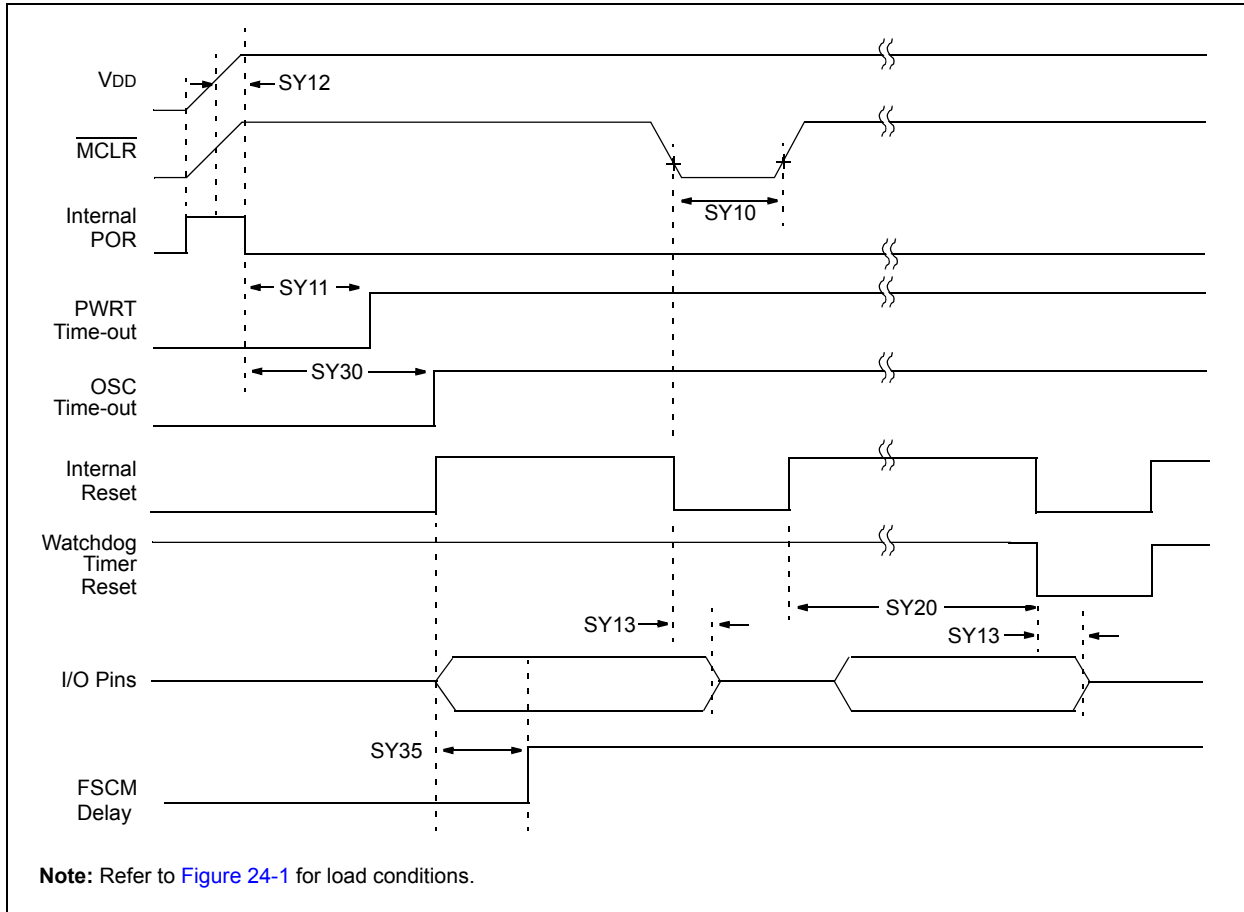 VDD
SY12
MCLR
SY10
Internal
POR
SY11
PWRT
Time-out
SY30
OSC
Time-out
Internal
Reset
Watchdog
Timer
Reset
SY20
SY13
SY13
I/O Pins
SY35
FSCM
Delay
Note: Refer to Figure 24-1 for load conditions.